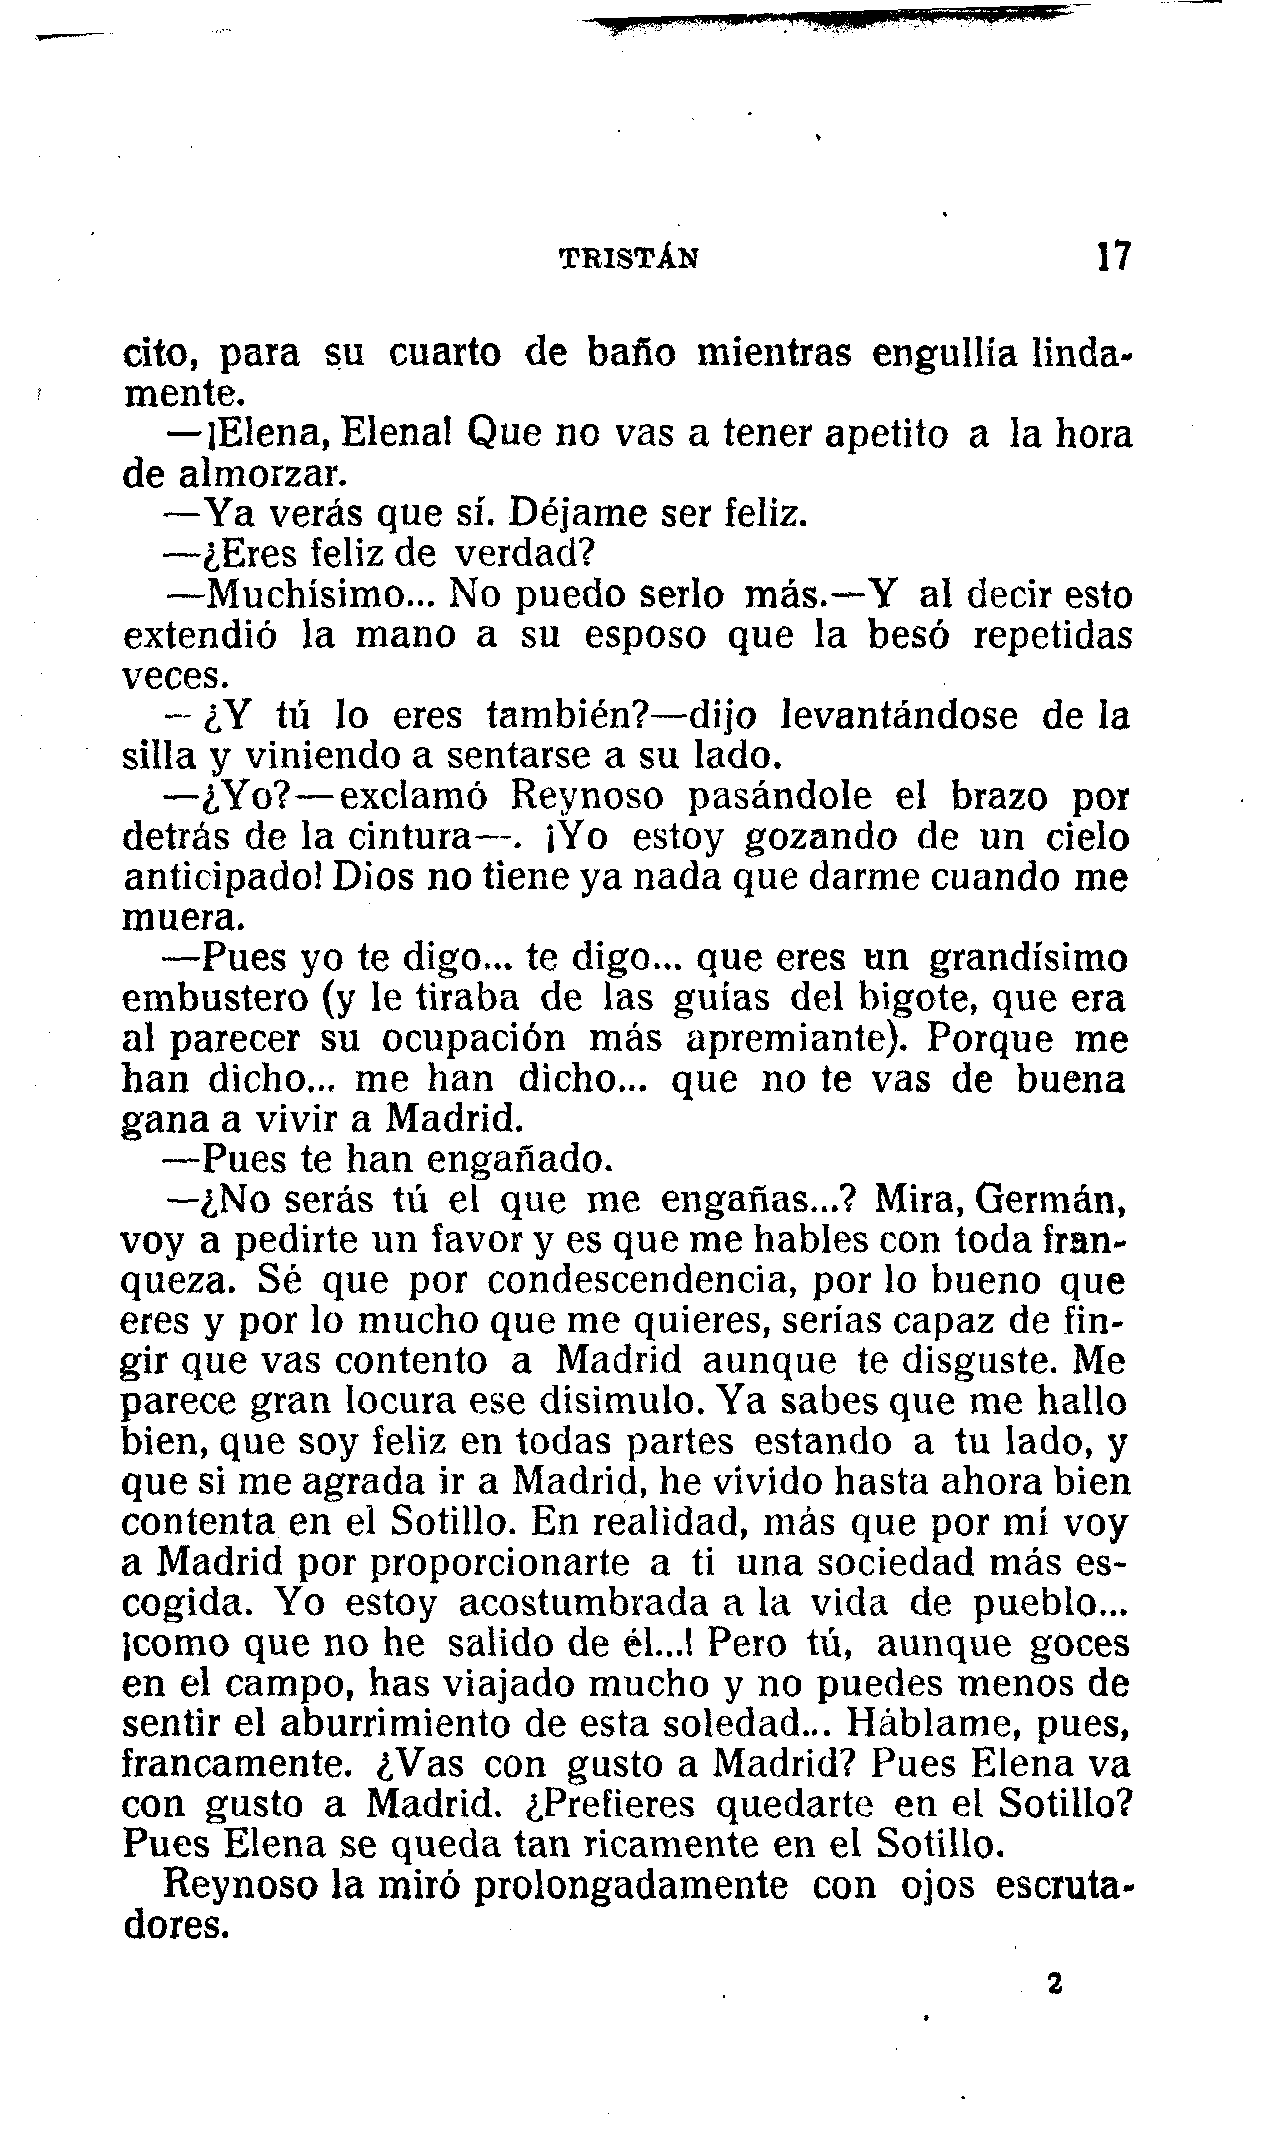 TRISTÁN 17
cito, para su cuarto de baño mientras engullía linda-
mente.
—¡Elena, Elena! Que no vas a tener apetito a la hora
de almorzar.
—Ya verás que sí. Déjame ser feliz.
—¿Eres feliz de verdad?
—Muchísimo... No puedo serlo más.—Y al decir esto
extendió la mano a su esposo que la besó repetidas
veces.
—¿Y tú lo eres también?—dijo levantándose de la
silla y viniendo a sentarse a su lado.
—¿Yo?—exclamó Reynoso pasándole el brazo por
detrás de la cintura—. ¡Yo estoy gozando de un cielo
anticipado! Dios no tiene ya nada que darme cuando me
muera.
—Pues yo te digo... te digo... que eres un grandísimo
embustero (y le tiraba de las guías del bigote, que era
al parecer su ocupación más apremiante). Porque me
han dicho... me han dicho... que no te vas de buena
gana a vivir a Madrid.
—Pues te han engañado.
—¿No serás tú el que me engañas...? Mira, Germán,
voy a pedirte un favor y es que me hables con toda fran-
queza. Sé que por condescendencia, por lo bueno que
eres y por lo mucho que me quieres, serías capaz de fin-
gir que vas contento a Madrid aunque te disguste. Me
parece gran locura ese disimulo. Ya sabes que me hallo
bien, que soy feliz en todas partes estando a tu lado, y
que si me agrada ir a Madrid, he vivido hasta ahora bien
contenta en el Sotillo. En realidad, más que por mí voy
a Madrid por proporcionarte a ti una sociedad más es-
cogida. Yo estoy acostumbrada a la vida de pueblo...
¡como que no he salido de él...! Pero tú, aunque goces
en el campo, has viajado mucho y no puedes menos de
sentir el aburrimiento de esta soledad... Háblame, pues,
francamente. ¿Vas con gusto a Madrid? Pues Elena va
con gusto a Madrid. ¿Prefieres quedarte en el Sotillo?
Pues Elena se queda tan ricamente en el Sotillo.
Reynoso la miró prolongadamente con ojos escruta-
dores.
2